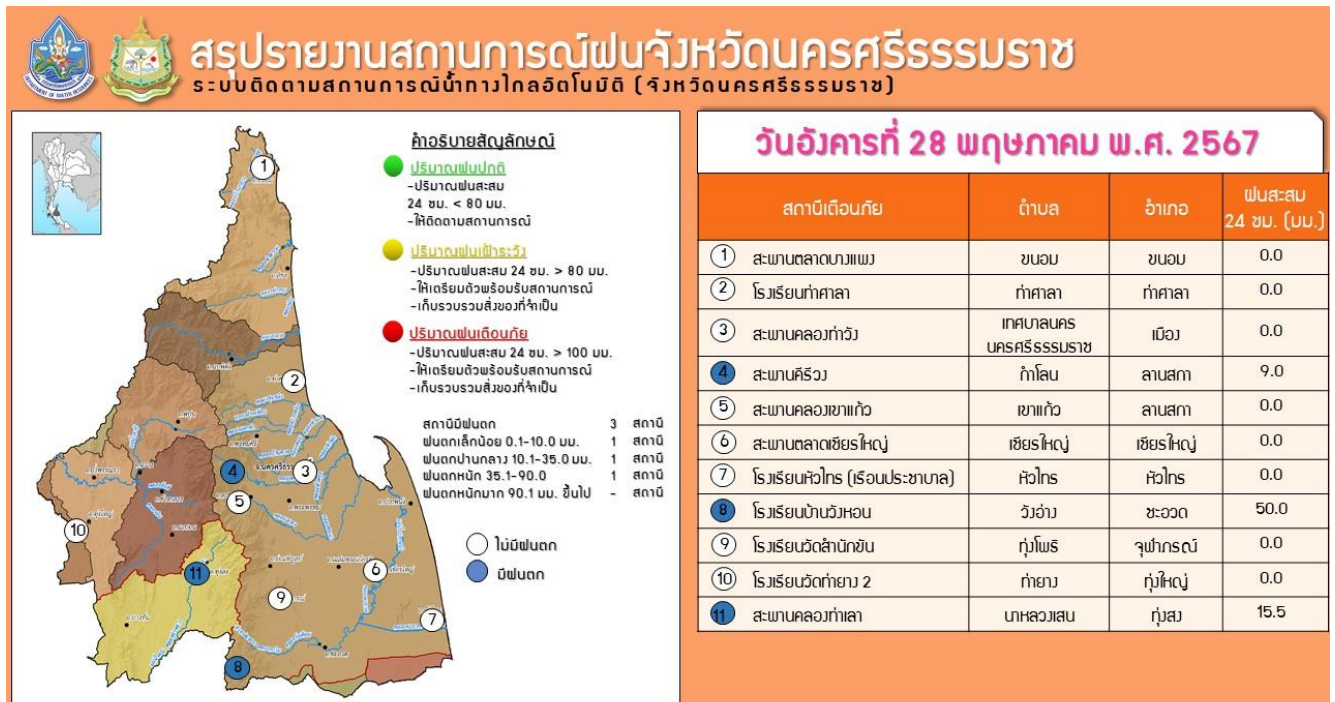 สรุปรายงานสถานการณ์ฝนจังหวัดนครศรีธรรมราช
ระบบติดตามสถานการณ์น้ำทางไกลอัตโนมัติ (จังหวัดนครศรีธรรมราช)
คำอธิบายสัญลักษณ์
ปริมาณฝนปกติ
-ปริมาณฝนสะสม
24 ชม. < 80 มม.
-ให้ติดตามสถานการณ์
ปริมาณฝนเฝ้าระวัง
-ปริมาณฝนสะสม 24 ชม. > 80 มม.
-ให้เตรียมตัวพร้อมรับสถานการณ์
-เก็บรวบรวมสิ่งของที่จำเป็น
ปริมาณฝนเตือนภัย
-ปริมาณฝนสะสม 24 ชม. > 100 มม.
-ให้เตรียมตัวพร้อมรับสถานการณ์
-เก็บรวบรวมสิ่งของที่จำเป็น
สถานีมีฝนตก 3 สถานี
ฝนตกเล็กน้อย 0.1-10.0 มม. 1 สถานี
ฝนตกปานกลาง 10.1-35.0 มม. 1 สถานี
ฝนตกหนัก 35.1-90.0 1 สถานี
ฝนตกหนักมาก 90.1 มม. ขึ้นไป - สถานี
ไม่มีฝนตก
มีฝนตก
1
2
4
3
5
10
11
6
9
7
8
วันอังคารที่ 28 พฤษภาคม พ.ศ. 2567
สถานีเตือนภัย ตำบล อำเภอ ฝนสะสม
24 ชม. (มม.)
1 สะพานตลาดบางแพง ขนอม ขนอม 0.0
2 โรงเรียนท่าศาลา ท่าศาลา ท่าศาลา 0.0
3 สะพานคลองท่าวัง เทศบาลนคร
นครศรีธรรมราช เมือง 0.0
4 สะพานคีรีวง กำโลน ลานสกา 9.0
5 สะพานคลองเขาแก้ว เขาแก้ว ลานสกา 0.0
6 สะพานตลาดเชียรใหญ่ เชียรใหญ่ เชียรใหญ่ 0.0
7 โรงเรียนหัวไทร (เรือนประชาบาล) หัวไทร หัวไทร 0.0
8 โรงเรียนบ้านวังหอน วังอ่าง ชะอวด 50.0
9 โรงเรียนวัดสำนักขัน ทุ่งโพธิ จุฬาภรณ์ 0.0
10 โรงเรียนวัดท่ายาง 2 ท่ายาง ทุ่งใหญ่ 0.0
11 สะพานคลองท่าเลา นาหลวงเสน ทุ่งสง 15.5